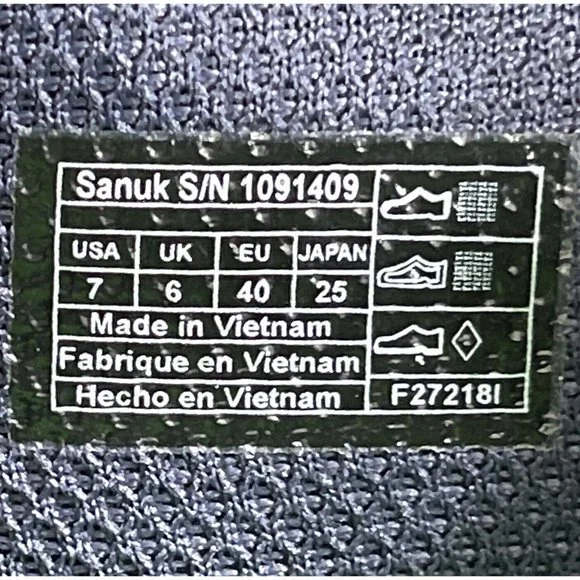 Sanuk S/N 1091409
USA UK EU JAPAN
7 6 40 25
Made in Vietnam
Fabrique en Vietnam
Hecho en Vietnam
F27218I